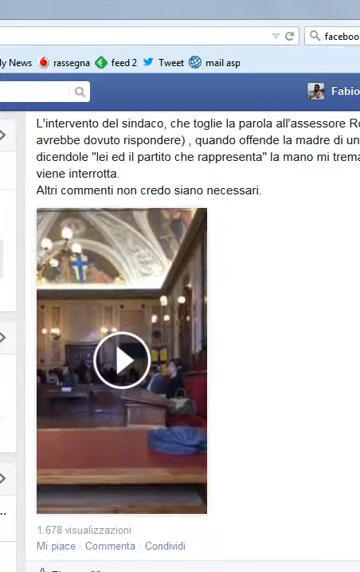 faceboo
ly News rassegna feed 2 Tweet mail asp
Fabio
L'intervento del sindaco, che toglie la parola all'assessore Ro
avrebbe dovuto rispondere) , quando offende la madre di un
dicendole "lei ed il partito che rappresenta" la mano mi trema
viene interrotta.
Altri commenti non credo siano necessari.
1.678 visualizzazioni
Mi piace · Commenta · Condividi